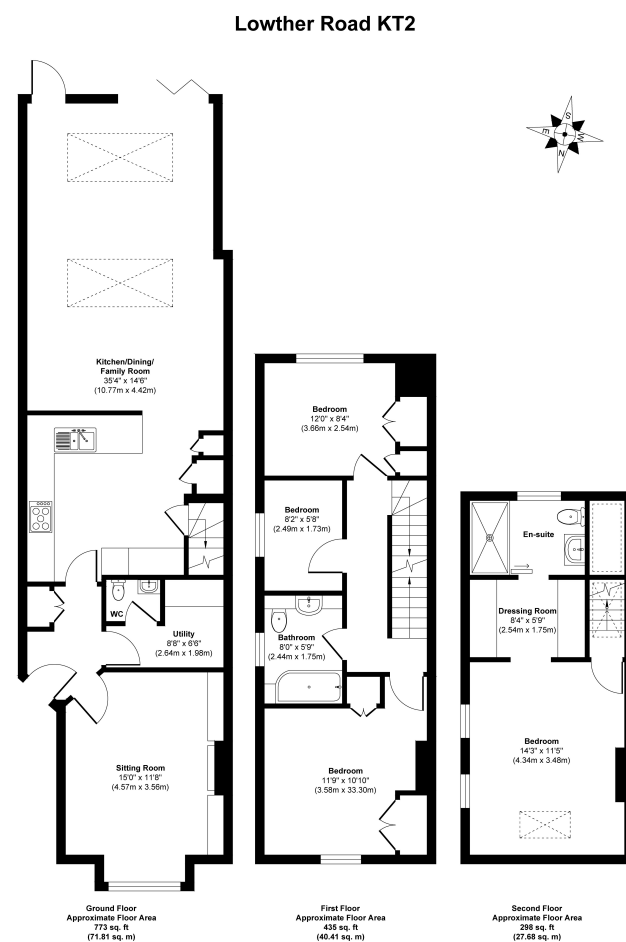 Lowther Road KT2
S
E
W
N
Kitchen/Dining/
Family Room
35'4" x 14'6"
(10.77m x 4.42m)
WC
Utility
8'8" x 6'6"
(2.64m x 1.98m)
Sitting Room
15'0" x 11'8"
(4.57m x 3.56m)
Ground Floor
Approximate Floor Area
773 sq. ft
(71.81 sq. m)
Bedroom
12'0" x 8'4"
(3.66m x 2.54m)
Bedroom
8'2" x 5'8"
(2.49m x 1.73m)
Bathroom
8'0" x 5'9"
(2.44m x 1.75m)
Bedroom
11'9" x 10'10"
(3.58m x 33.30m)
First Floor
Approximate Floor Area
435 sq. ft
(40.41 sq. m)
En-suite
Dressing Room
8'4" x 5'9"
(2.54m x 1.75m)
Bedroom
14'3" x 11'5"
(4.34m x 3.48m)
Second Floor
Approximate Floor Area
298 sq. ft
(27.68 sq. m)